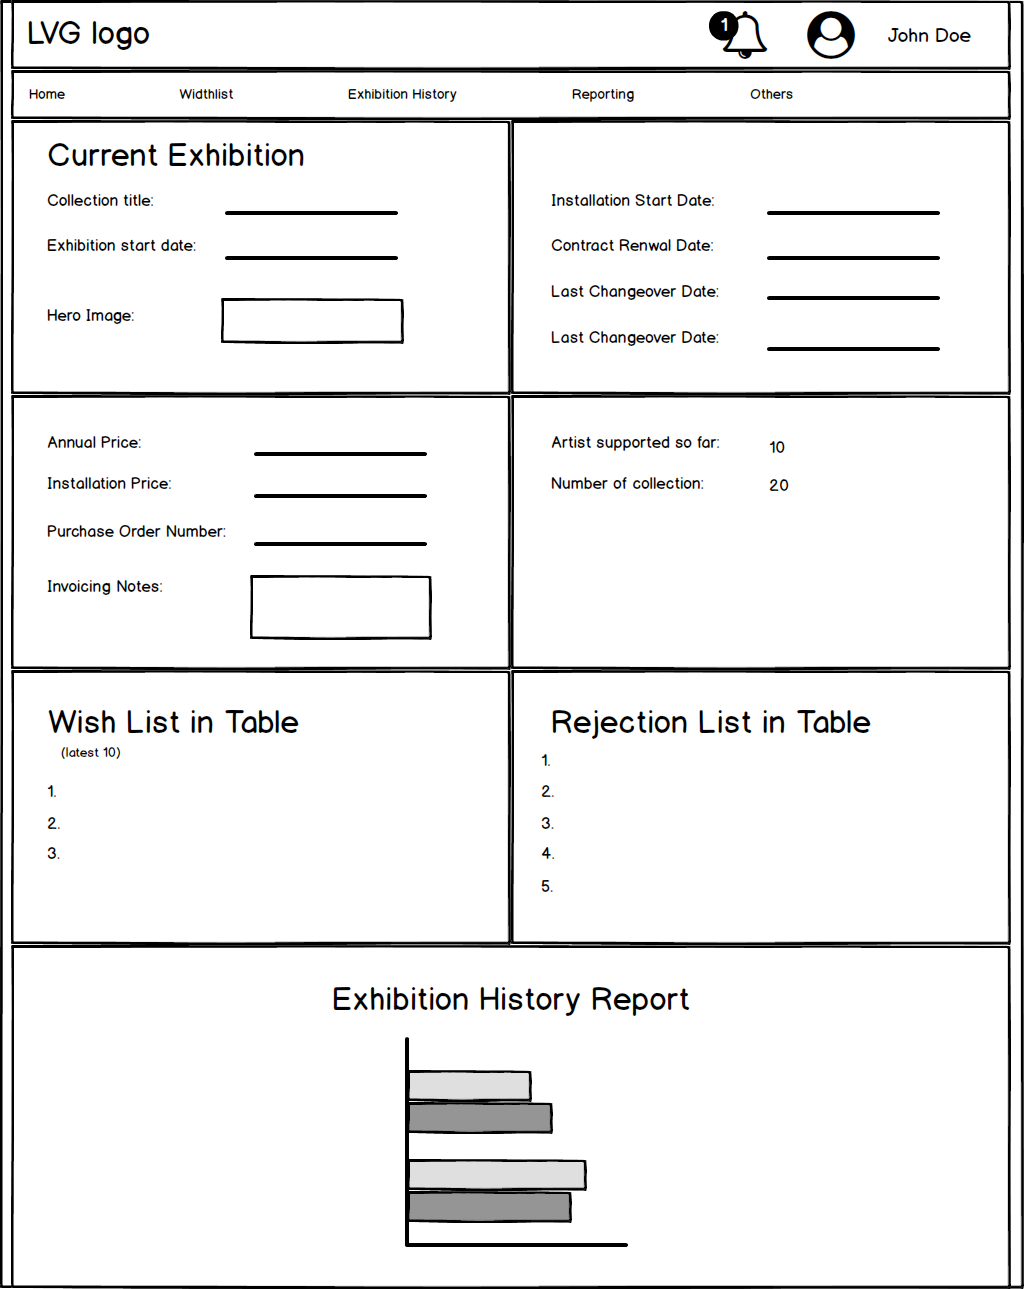 LVG logo
1
John Doe
Home
Widthlist
Exhibition History
Reporting
Others
Current Exhibition
Collection title:
Exhibition start date:
Hero Image:
Installation Start Date:
Contract Renwal Date:
Last Changeover Date:
Last Changeover Date:
Annual Price:
Installation Price:
Purchase Order Number:
Invoicing Notes:
Artist supported so far: 10
Number of collection: 20
Wish List in Table
(latest 10)
1.
2.
3.
Rejection List in Table
1.
2.
3.
4.
5.
Exhibition History Report